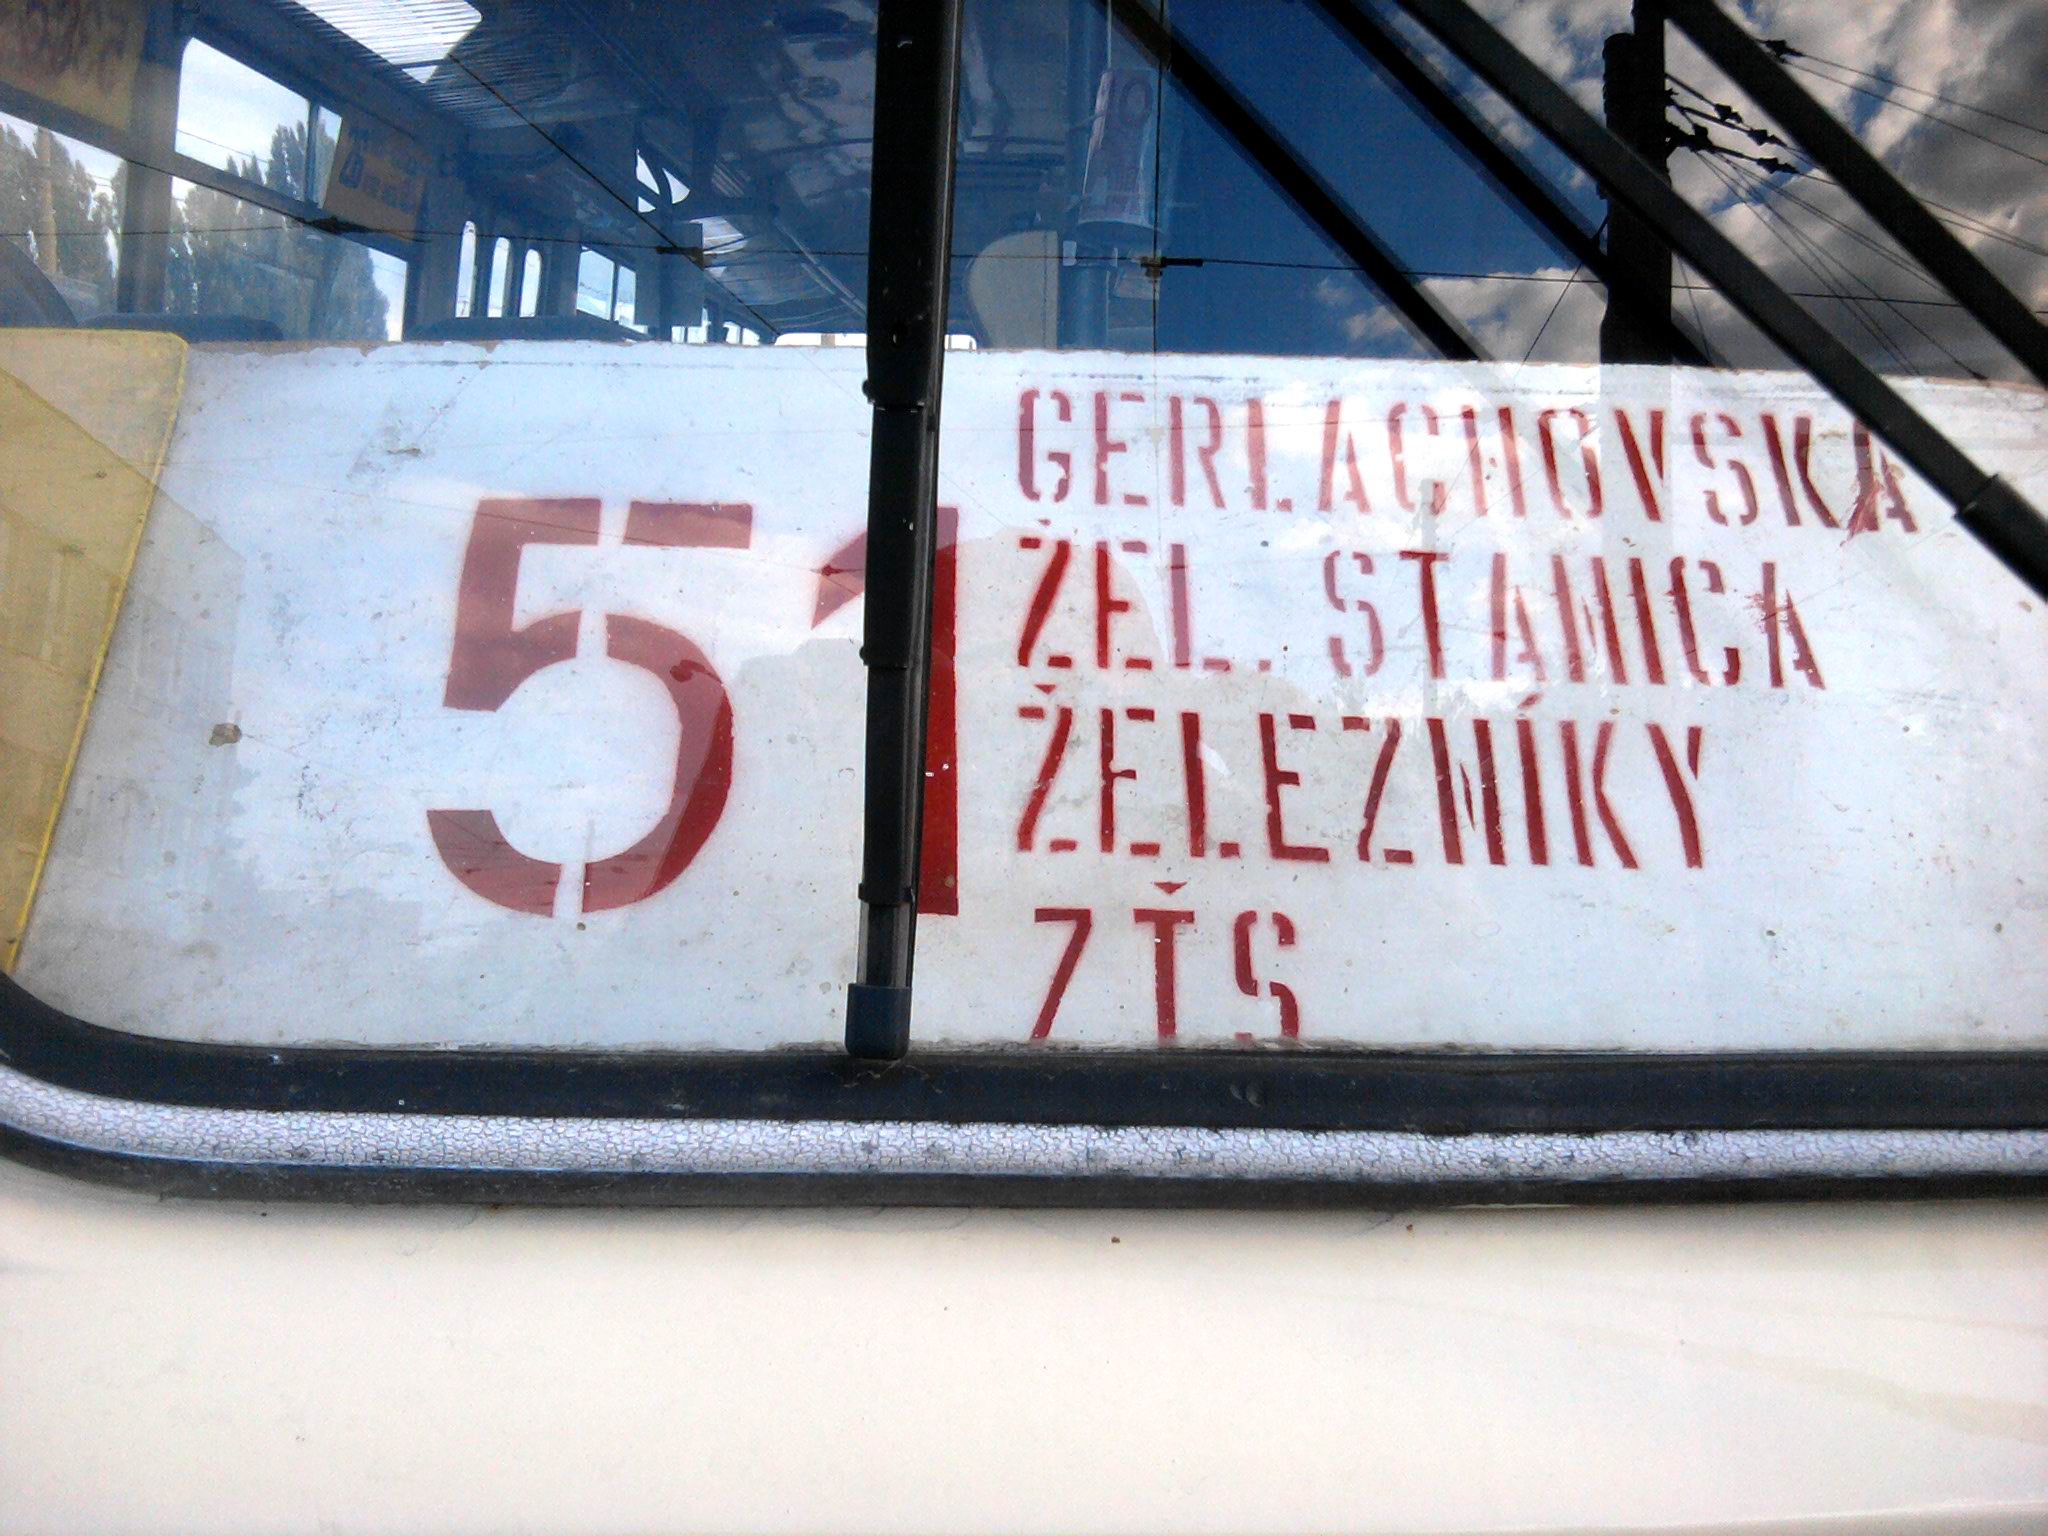 51
GERLACHOVSKÁ
ŽEL. STANICA
ŽELEZNÍKY
ZŤS